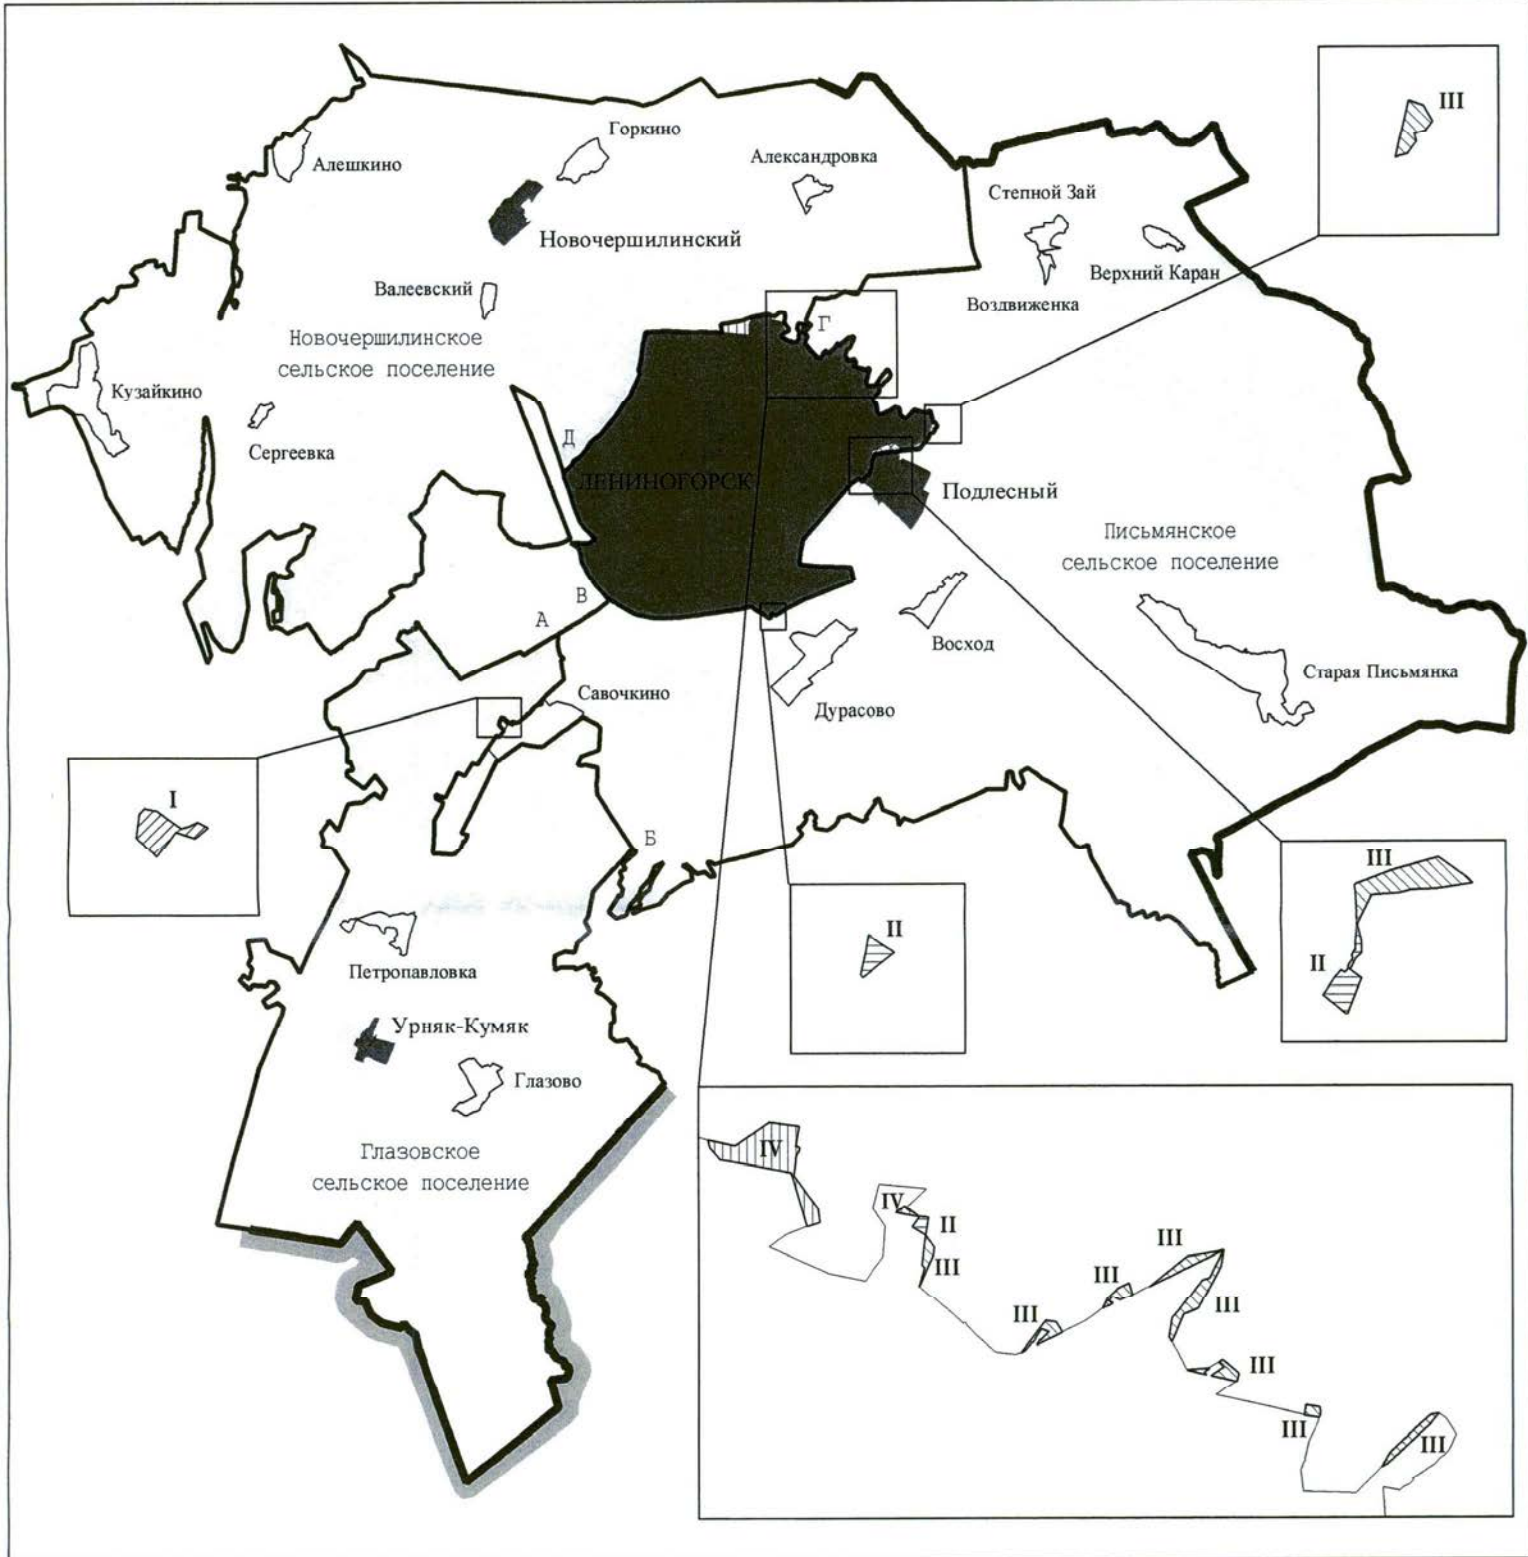 III
Горкино
Алешкино
Александровка
Степной Зай
Новочершилинский
Верхний Каран
Валеевский
Воздвиженка
Г
Новочершилинское
сельское поселение
Кузайкино
Сергеевка
Д
ЛЕНИНОГОРСК
Подлесный
Письмянское
сельское поселение
В
А
Восход
Старая Письмянка
Савочкино
Дурасово
I
Б
III
II
II
Петропавловка
Урняк-Кумяк
Глазово
Глазовское
сельское поселение
IV
IV
II
III
III
III
III
III
III
III
III